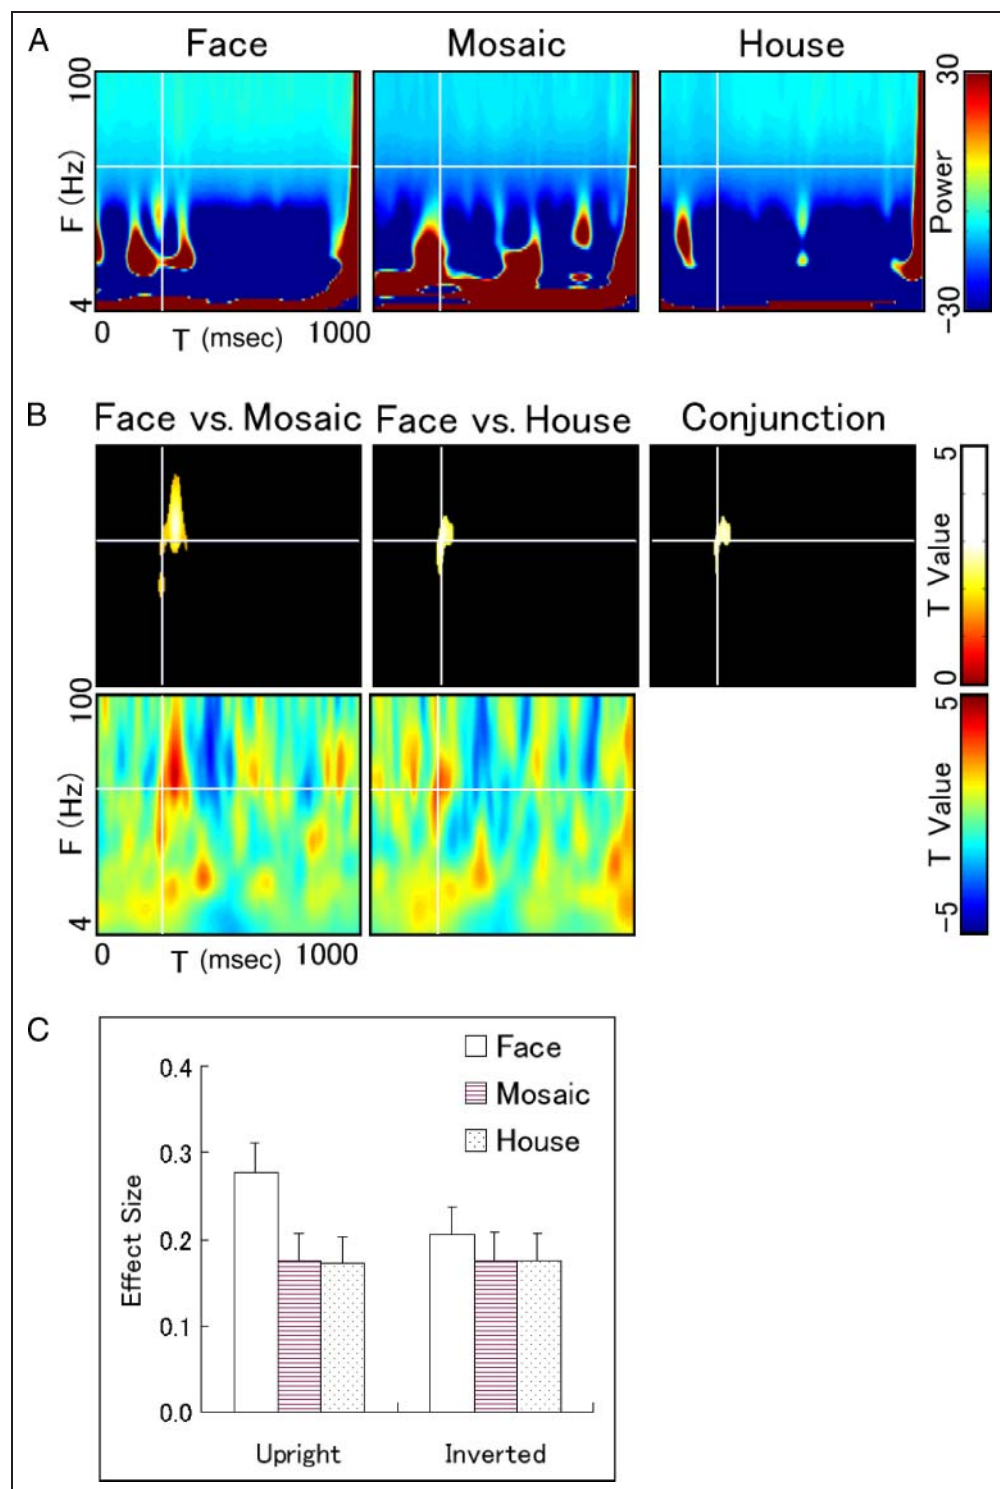 A
Face
Mosaic
House
100
F (Hz)
4
0
T (msec)
1000
30
Power
−30
B
Face vs. Mosaic
Face vs. House
Conjunction
5
T Value
0
100
F (Hz)
4
0
T (msec)
1000
5
T Value
−5
C
Face
Mosaic
House
0.4
0.3
0.2
0.1
0.0
Effect Size
Upright
Inverted